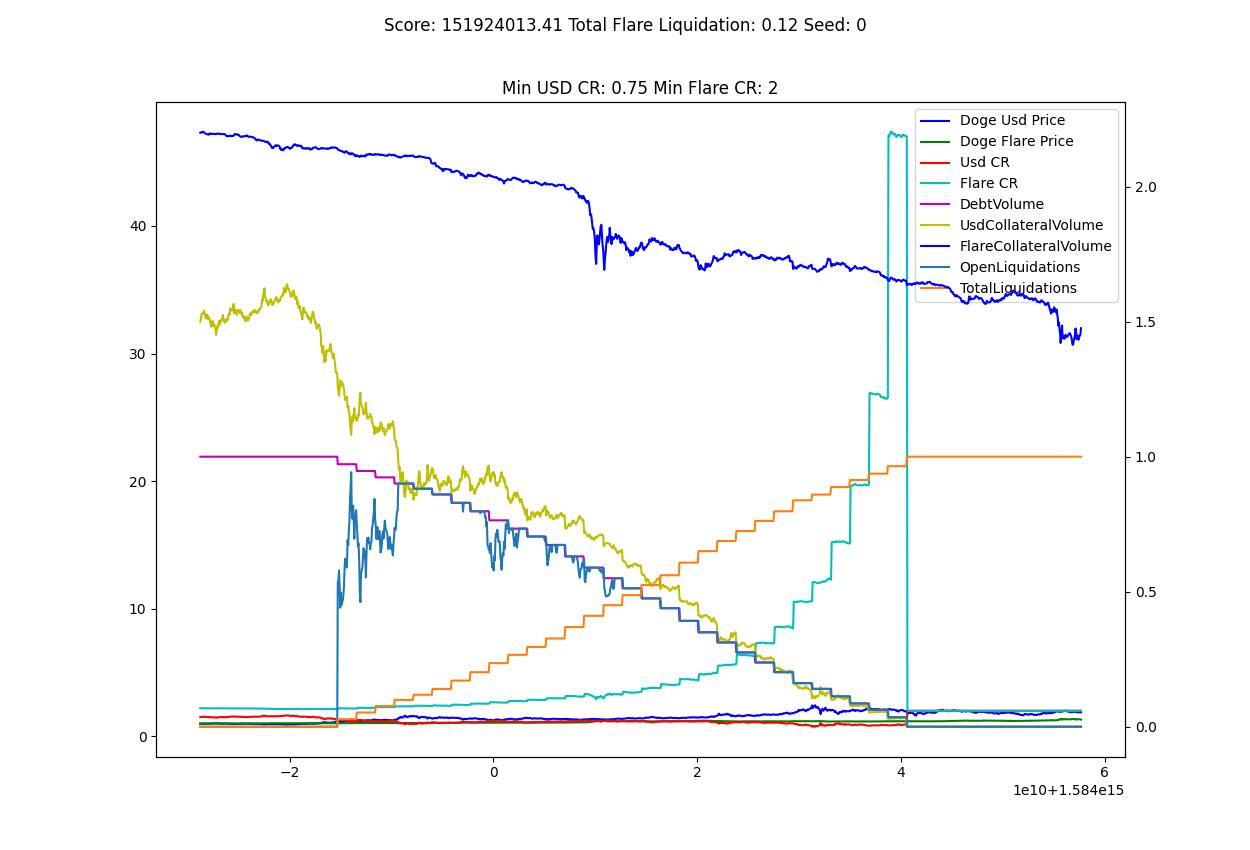 Score: 151924013.41 Total Flare Liquidation: 0.12 Seed: 0
Min USD CR: 0.75 Min Flare CR: 2
Doge Usd Price
Doge Flare Price
Usd CR
Flare CR
DebtVolume
UsdCollateralVolume
FlareCollateralVolume
OpenLiquidations
TotalLiquidations
40
30
20
10
0
2.0
1.5
1.0
0.5
0.0
−2
0
2
4
6
1e10+1.584e15